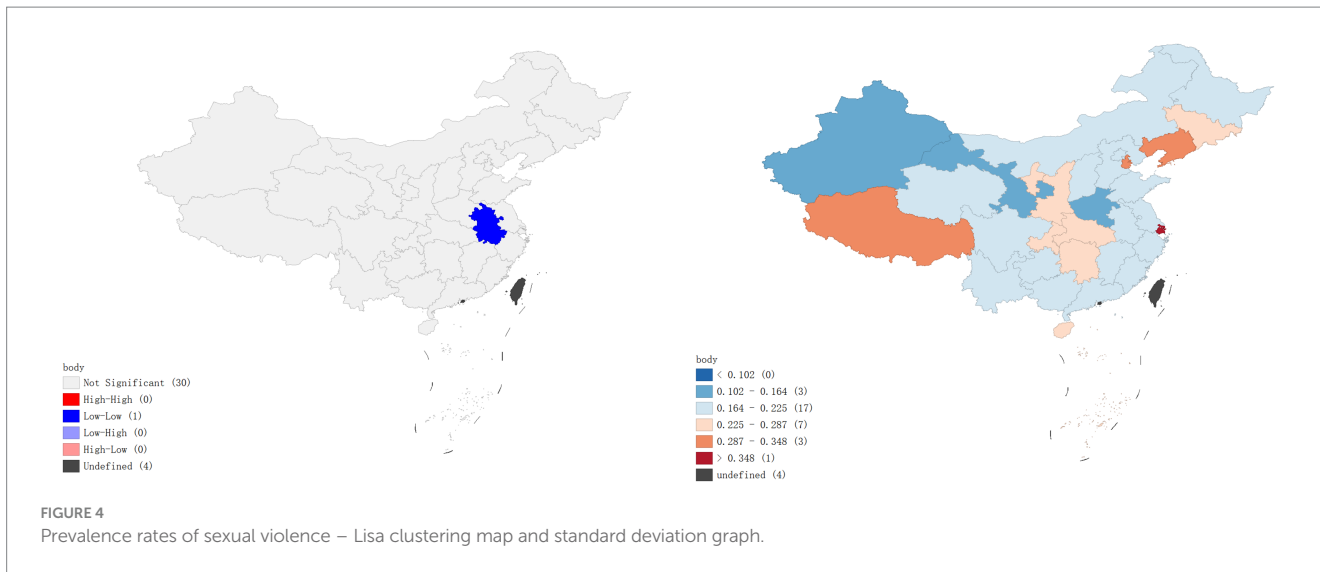 body
Not Significant (30)
High-High (0)
Low-Low (1)
Low-High (0)
High-Low (0)
Undefined (4)
body
< 0.102 (0)
0.102 - 0.164 (3)
0.164 - 0.225 (17)
0.225 - 0.287 (7)
0.287 - 0.348 (3)
> 0.348 (1)
undefined (4)
FIGURE 4
Prevalence rates of sexual violence – Lisa clustering map and standard deviation graph.